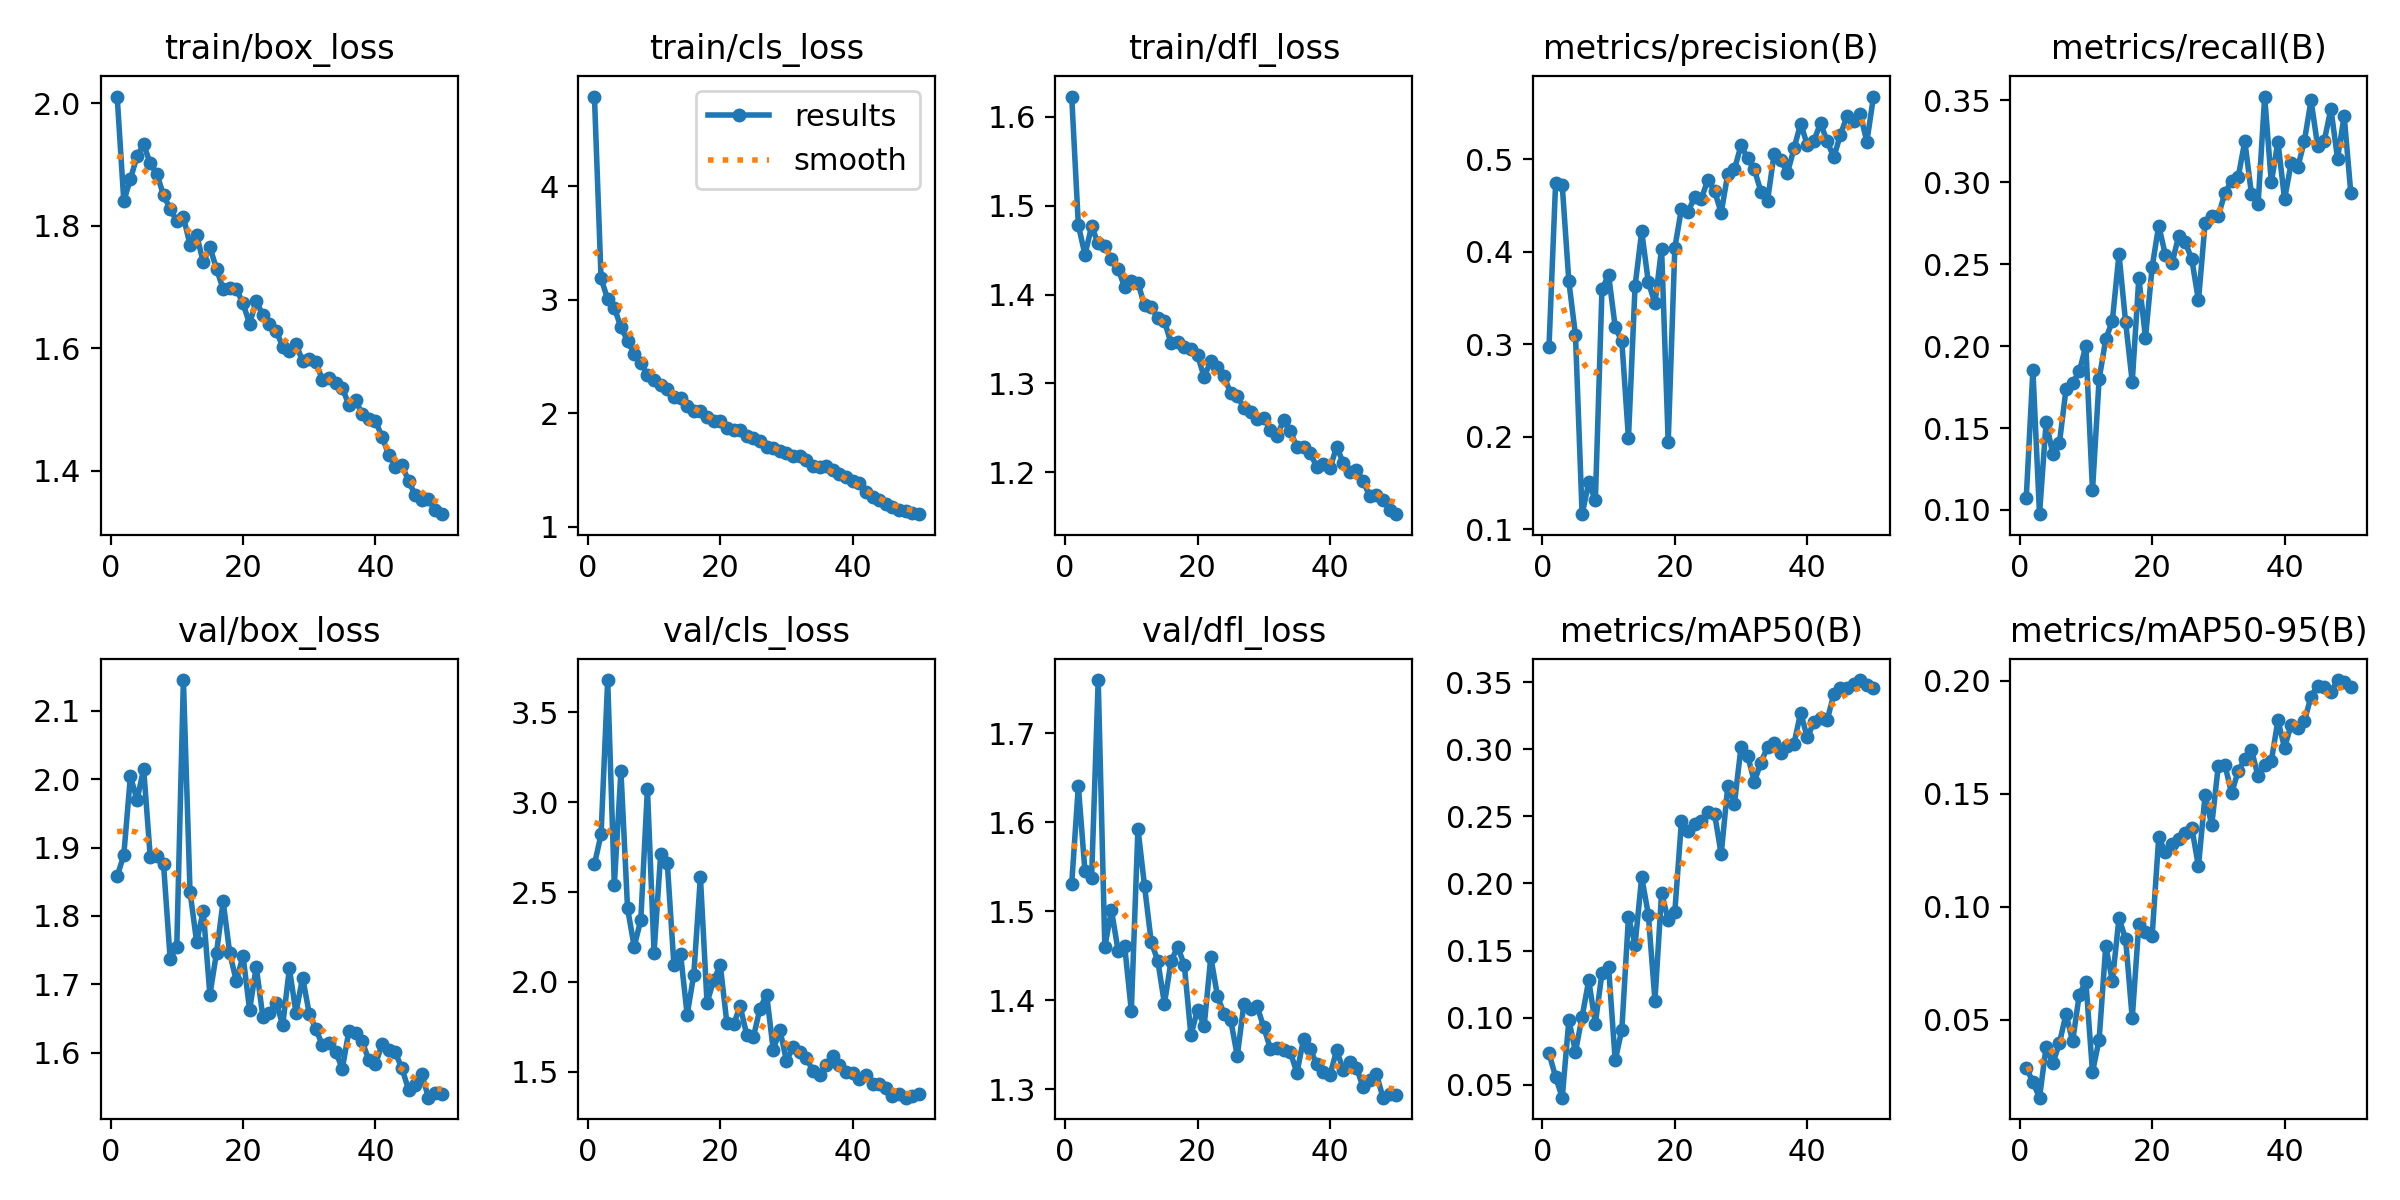 train/box_loss
2.0
1.8
1.6
1.4
0 20 40
train/cls_loss
results
smooth
4
3
2
1
0 20 40
train/dfl_loss
1.6
1.5
1.4
1.3
1.2
0 20 40
metrics/precision(B)
0.5
0.4
0.3
0.2
0.1
0 20 40
metrics/recall(B)
0.35
0.30
0.25
0.20
0.15
0.10
0 20 40
val/box_loss
2.1
2.0
1.9
1.8
1.7
1.6
0 20 40
val/cls_loss
3.5
3.0
2.5
2.0
1.5
0 20 40
val/dfl_loss
1.7
1.6
1.5
1.4
1.3
0 20 40
metrics/mAP50(B)
0.35
0.30
0.25
0.20
0.15
0.10
0.05
0 20 40
metrics/mAP50-95(B)
0.20
0.15
0.10
0.05
0 20 40